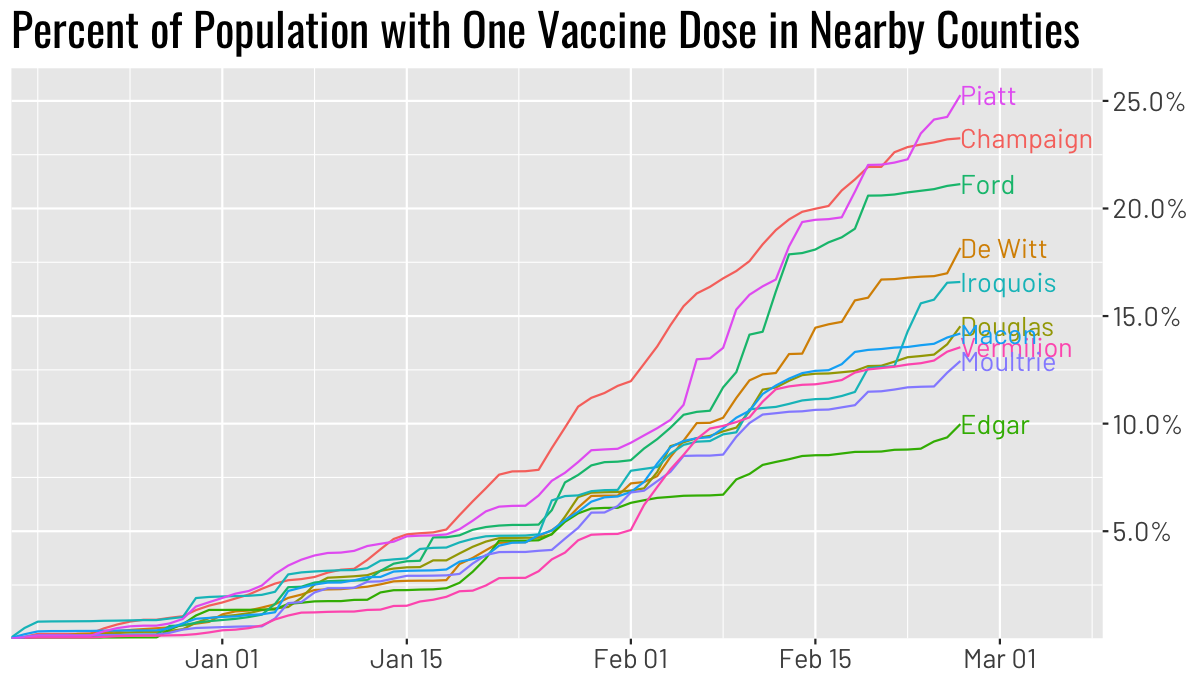 Percent of Population with One Vaccine Dose in Nearby Counties
Piatt
25.0%
Champaign
Ford
20.0%
De Witt
Iroquois
15.0%
Douglas
Macon
Vermilion
Moultrie
10.0%
Edgar
5.0%
Jan 01 Jan 15 Feb 01 Feb 15 Mar 01